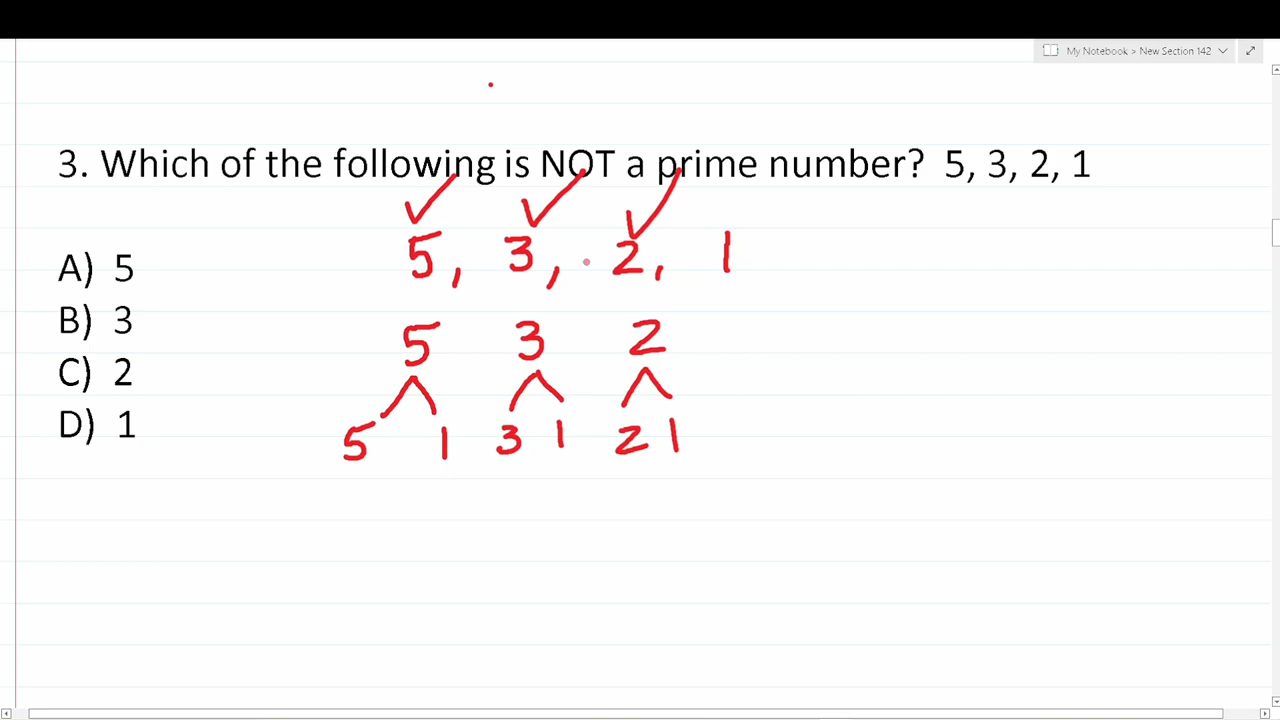 My Notebook > New Section 142
3. Which of the following is NOT a prime number? 5, 3, 2, 1
5, 3, 2, 1
A) 5
B) 3
C) 2
D) 1
5 3 2
5 1 3 1 2 1